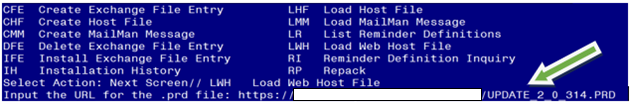 CFE  Create Exchange File Entry        LHF  Load Host File
CHF  Create Host File                  LMM  Load MailMan Message
CMM  Create MailMan Message            LR   List Reminder Definitions
DFE  Delete Exchange File Entry        LWH  Load Web Host File
IFE  Install Exchange File Entry       RI   Reminder Definition Inquiry
IH   Installation History              RP   Repack
Select Action: Next Screen// LWH   Load Web Host File
Input the URL for the .prd file: https:// /UPDATE_2_0_314.PRD